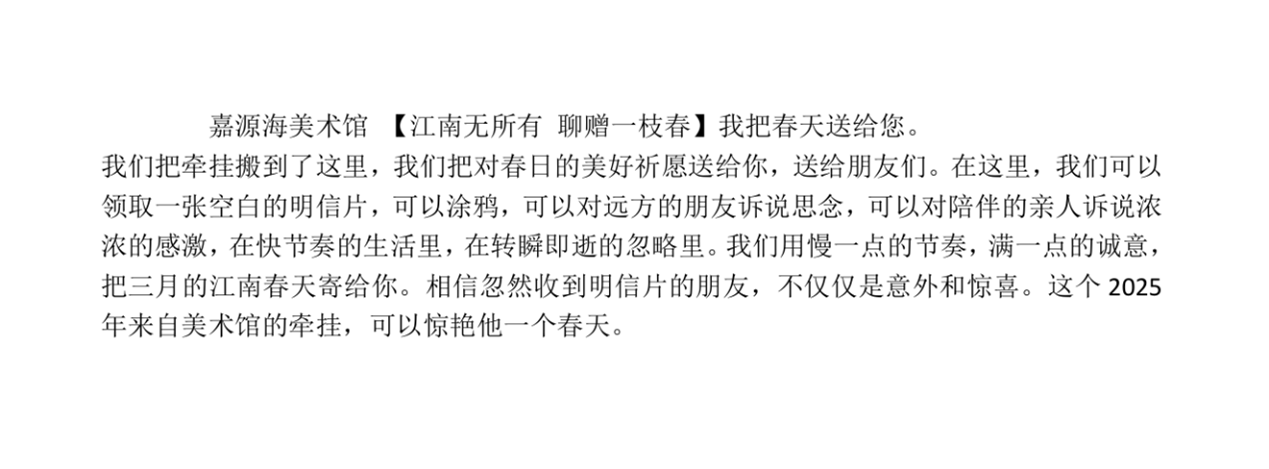 嘉源海美术馆 【江南无所有 聊赠一枝春】我把春天送给您。
我们把牵挂搬到了这里，我们把对春日的美好祈愿送给你，送给朋友们。在这里，我们可以
领取一张空白的明信片，可以涂鸦，可以对远方的朋友诉说思念，可以对陪伴的亲人诉说浓
浓的感激，在快节奏的生活里，在转瞬即逝的忽略里。我们用慢一点的节奏，满一点的诚意，
把三月的江南春天寄给你。相信忽然收到明信片的朋友，不仅仅是意外和惊喜。这个 2025
年来自美术馆的牵挂，可以惊艳他一个春天。